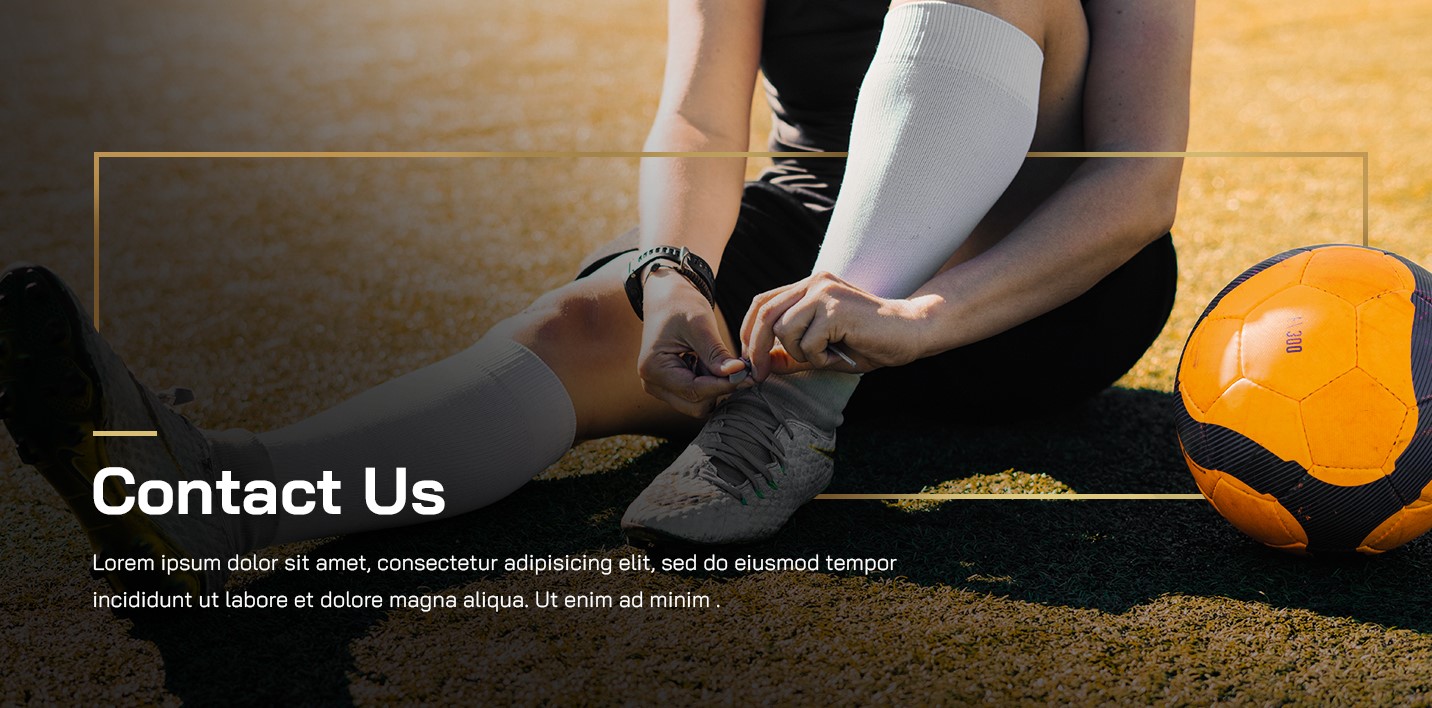 Contact Us
Lorem ipsum dolor sit amet, consectetur adipisicing elit, sed do eiusmod tempor
incididunt ut labore et dolore magna aliqua. Ut enim ad minim .
300